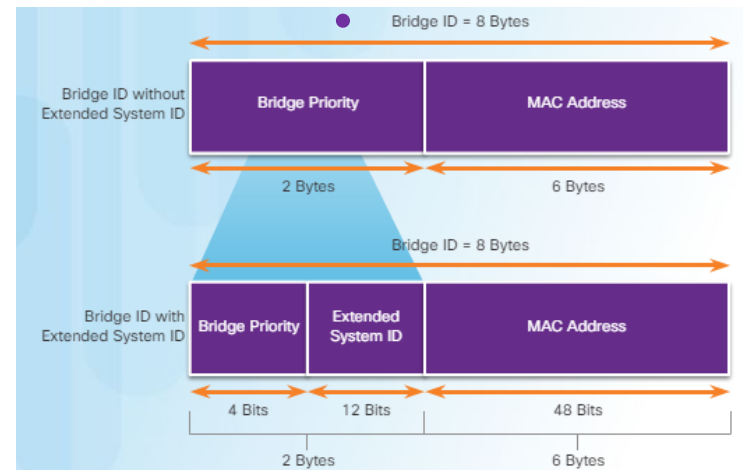 Bridge ID = 8 Bytes
Bridge ID without
Extended System ID
Bridge Priority
MAC Address
2 Bytes
6 Bytes
Bridge ID = 8 Bytes
Bridge ID with
Extended System ID
Bridge Priority
Extended
System ID
MAC Address
4 Bits
12 Bits
48 Bits
2 Bytes
6 Bytes